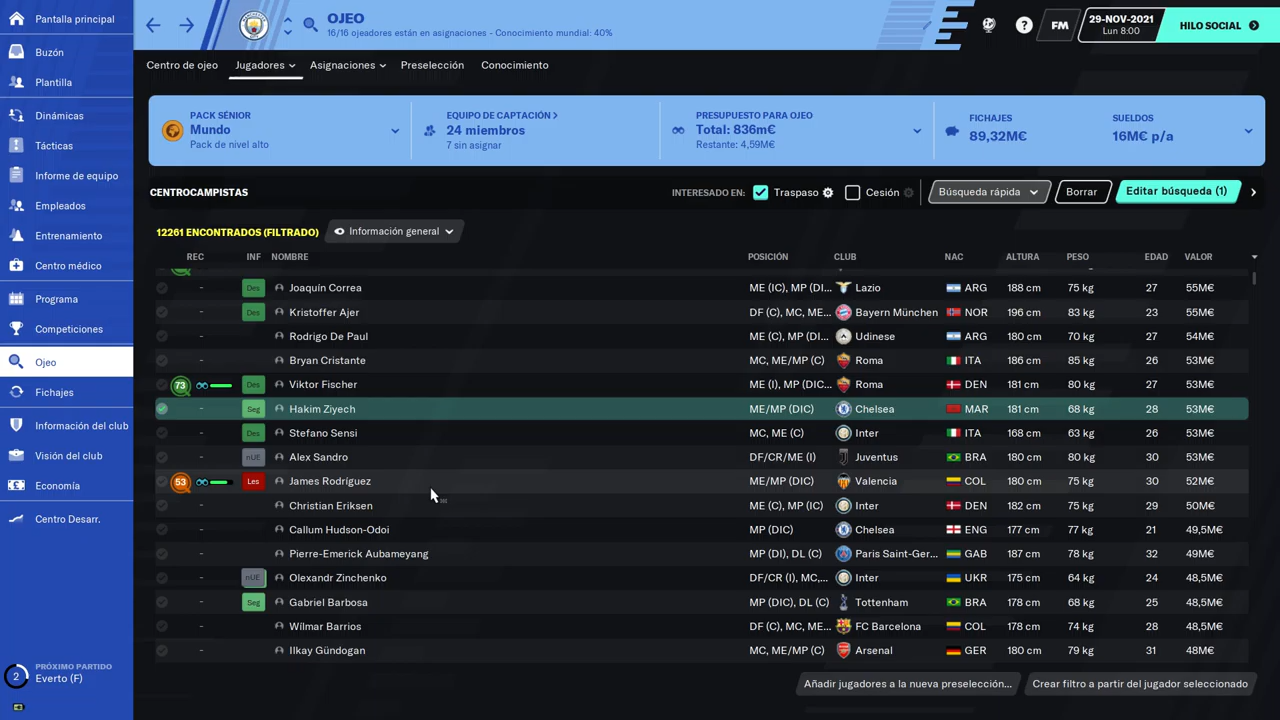 Pantalla principal
Buzón
Plantilla
Dinámicas
Tácticas
Informe de equipo
Empleados
Entrenamiento
Centro médico
Programa
Competiciones
Ojeo
Fichajes
Información del club
Visión del club
Economía
Centro Desarr.
2 PRÓXIMO PARTIDO
Everto (F)
OJEO
16/16 ojeadores están en asignaciones - Conocimiento mundial: 40%
FM
29-NOV-2021
Lun 8:00
HILO SOCIAL
Centro de ojeo Jugadores Asignaciones Preselección Conocimiento
PACK SÉNIOR
Mundo
Pack de nivel alto
EQUIPO DE CAPTACIÓN >
24 miembros
7 sin asignar
PRESUPUESTO PARA OJEO
Total: 836m€
Restante: 4,59M€
FICHAJES
89,32M€
SUELDOS
16M€ p/a
CENTROCAMPISTAS
INTERESADO EN: Traspaso Cesión Búsqueda rápida Borrar Editar búsqueda (1)
12261 ENCONTRADOS (FILTRADO) Información general
REC INF NOMBRE POSICIÓN CLUB NAC ALTURA PESO EDAD VALOR
- Des Joaquín Correa ME (IC), MP (DI... Lazio ARG 188 cm 75 kg 27 55M€
- Des Kristoffer Ajer DF (C), MC, ME... Bayern München NOR 196 cm 83 kg 23 55M€
- Rodrigo De Paul ME (C), MP (DI... Udinese ARG 180 cm 70 kg 27 54M€
- Bryan Cristante MC, ME/MP (C) Roma ITA 186 cm 85 kg 26 53M€
73 Des Viktor Fischer ME (I), MP (DIC... Roma DEN 181 cm 80 kg 27 53M€
- Seg Hakim Ziyech ME/MP (DIC) Chelsea MAR 181 cm 68 kg 28 53M€
- Des Stefano Sensi MC, ME (C) Inter ITA 168 cm 63 kg 26 53M€
- nUE Alex Sandro DF/CR/ME (I) Juventus BRA 180 cm 80 kg 30 53M€
53 Les James Rodríguez ME/MP (DIC) Valencia COL 180 cm 75 kg 30 52M€
- Christian Eriksen ME (C), MP (IC) Inter DEN 182 cm 75 kg 29 50M€
- Callum Hudson-Odoi MP (DIC) Chelsea ENG 177 cm 77 kg 21 49,5M€
- Pierre-Emerick Aubameyang MP (DI), DL (C) Paris Saint-Ger... GAB 187 cm 78 kg 32 49M€
- nUE Olexandr Zinchenko DF/CR (I), MC,... Inter UKR 175 cm 64 kg 24 48,5M€
- Seg Gabriel Barbosa MP (DIC), DL (C) Tottenham BRA 178 cm 68 kg 25 48,5M€
- Wílmar Barrios DF (C), MC, ME... FC Barcelona COL 178 cm 74 kg 28 48,5M€
- Ilkay Gündogan MC, ME/MP (C) Arsenal GER 180 cm 79 kg 31 48M€
Añadir jugadores a la nueva preselección... Crear filtro a partir del jugador seleccionado